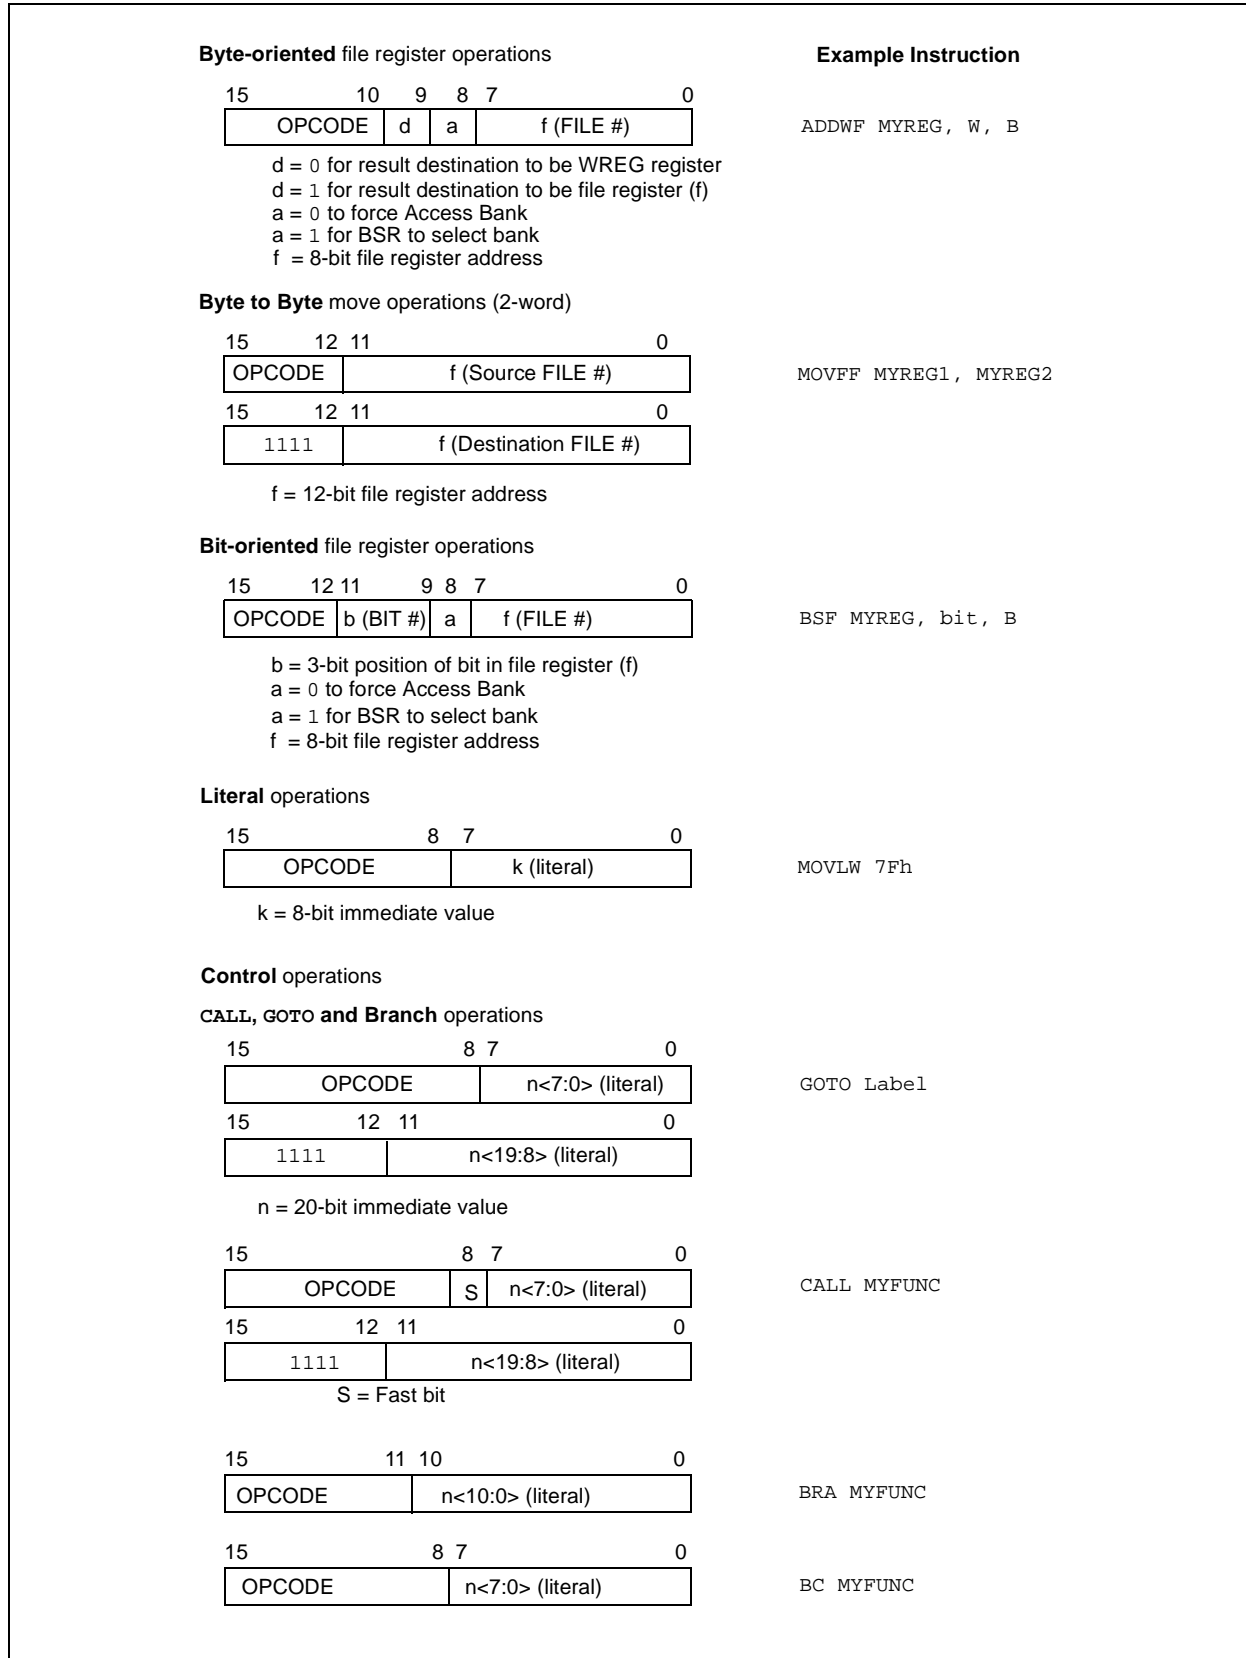 Byte-oriented file register operations Example Instruction
15 10 9 8 7 0
OPCODE d a f (FILE #) ADDWF MYREG, W, B
d = 0 for result destination to be WREG register
d = 1 for result destination to be file register (f)
a = 0 to force Access Bank
a = 1 for BSR to select bank
f = 8-bit file register address
Byte to Byte move operations (2-word)
15 12 11 0
OPCODE f (Source FILE #) MOVFF MYREG1, MYREG2
15 12 11 0
1111 f (Destination FILE #)
f = 12-bit file register address
Bit-oriented file register operations
15 12 11 9 8 7 0
OPCODE b (BIT #) a f (FILE #) BSF MYREG, bit, B
b = 3-bit position of bit in file register (f)
a = 0 to force Access Bank
a = 1 for BSR to select bank
f = 8-bit file register address
Literal operations
15 8 7 0
OPCODE k (literal) MOVLW 7Fh
k = 8-bit immediate value
Control operations
CALL, GOTO and Branch operations
15 8 7 0
OPCODE n<7:0> (literal) GOTO Label
15 12 11 0
1111 n<19:8> (literal)
n = 20-bit immediate value
15 8 7 0
OPCODE S n<7:0> (literal) CALL MYFUNC
15 12 11 0
1111 n<19:8> (literal)
S = Fast bit
15 11 10 0
OPCODE n<10:0> (literal) BRA MYFUNC
15 8 7 0
OPCODE n<7:0> (literal) BC MYFUNC